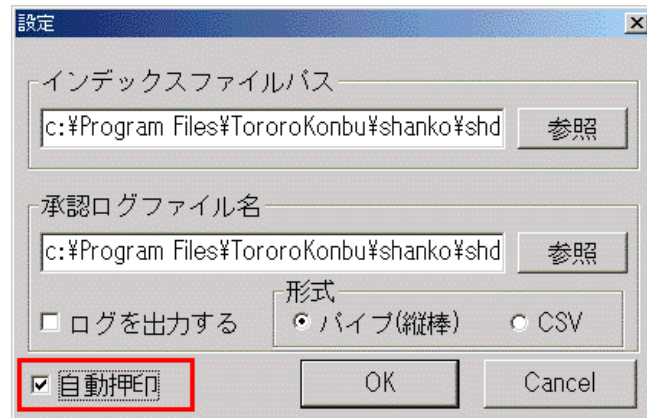 設定
インデックスファイルパス
c:¥Program Files¥TororoKonbu¥shanko¥shd 参照
承認ログファイル名
c:¥Program Files¥TororoKonbu¥shanko¥shd 参照
形式
ログを出力する パイプ(縦棒) CSV
自動押印 OK Cancel